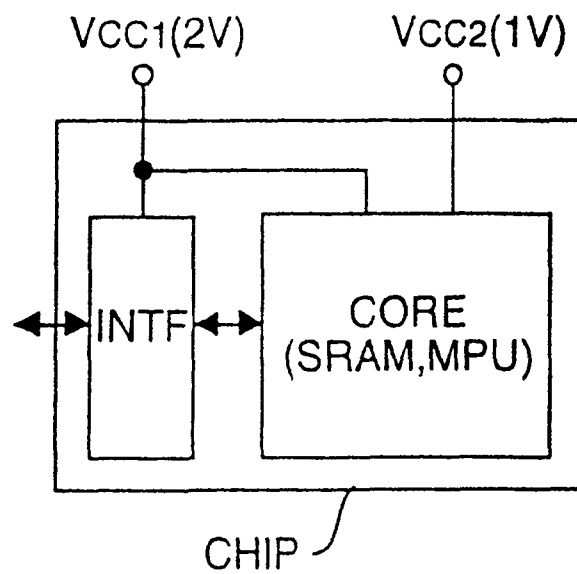 VCC1(2V) VCC2(1V)
INTF
CORE
(SRAM,MPU)
CHIP